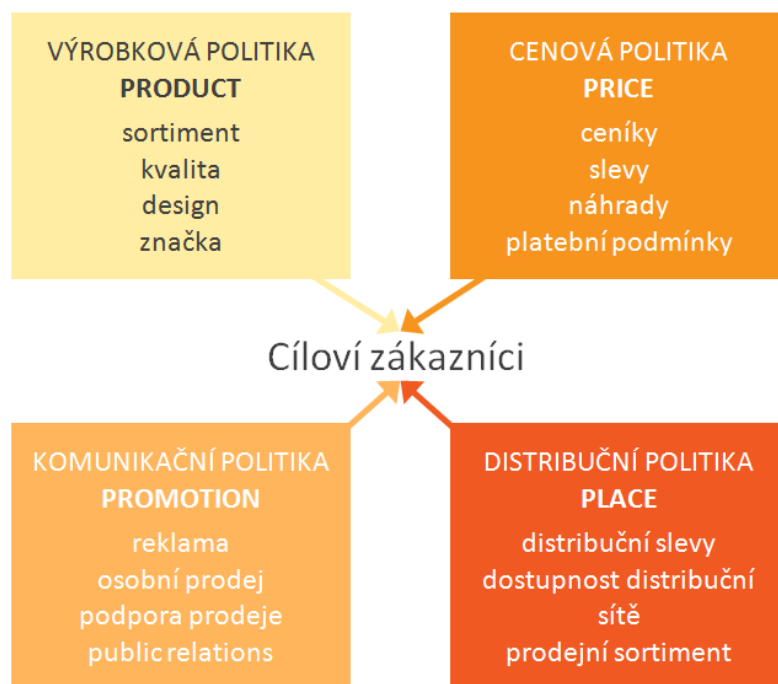 VÝROBKOVÁ POLITIKA
PRODUCT
sortiment
kvalita
design
značka
CENOVÁ POLITIKA
PRICE
ceníky
slevy
náhrady
platební podmínky
Cíloví zákazníci
KOMUNIKAČNÍ POLITIKA
PROMOTION
reklama
osobní prodej
podpora prodeje
public relations
DISTRIBUČNÍ POLITIKA
PLACE
distribuční slevy
dostupnost distribuční
sítě
prodejní sortiment